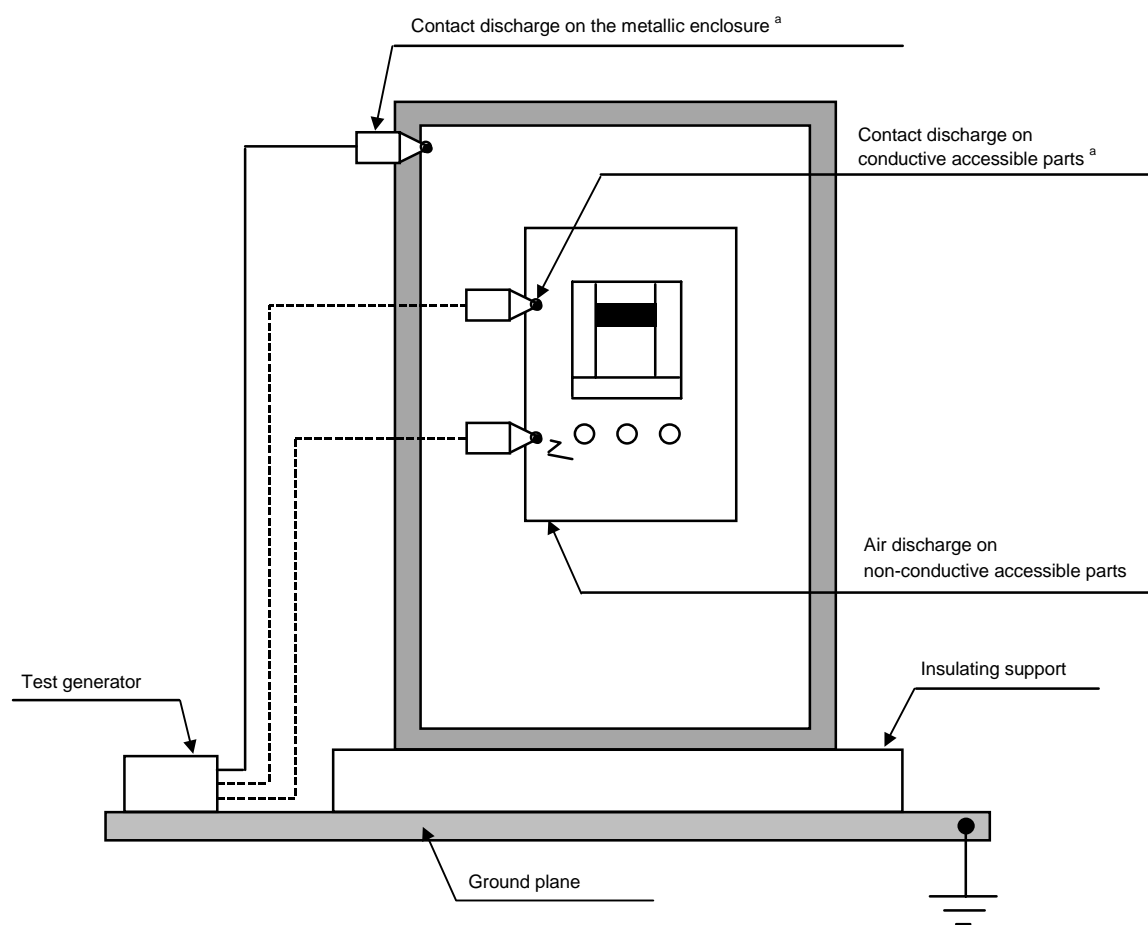 Contact discharge on the metallic enclosure a
Contact discharge on
conductive accessible parts a
Air discharge on
non-conductive accessible parts
Insulating support
Test generator
Ground plane